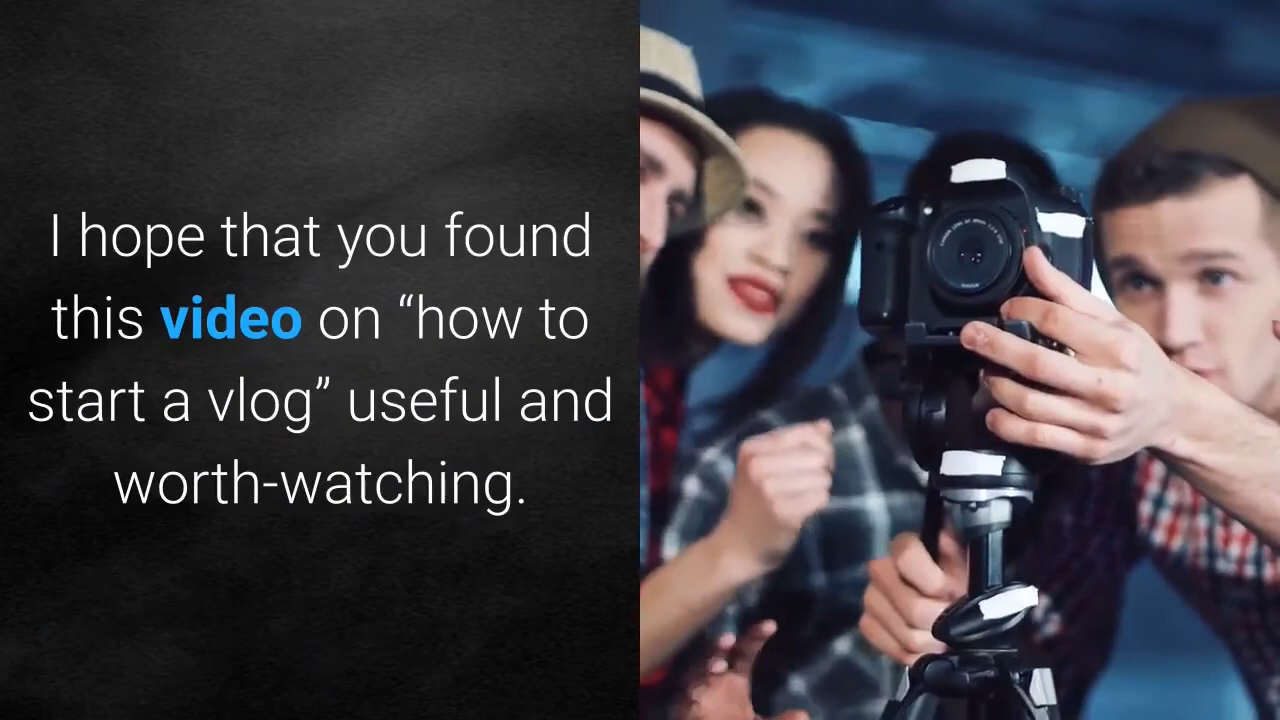 I hope that you found
this video on “how to
start a vlog” useful and
worth-watching.